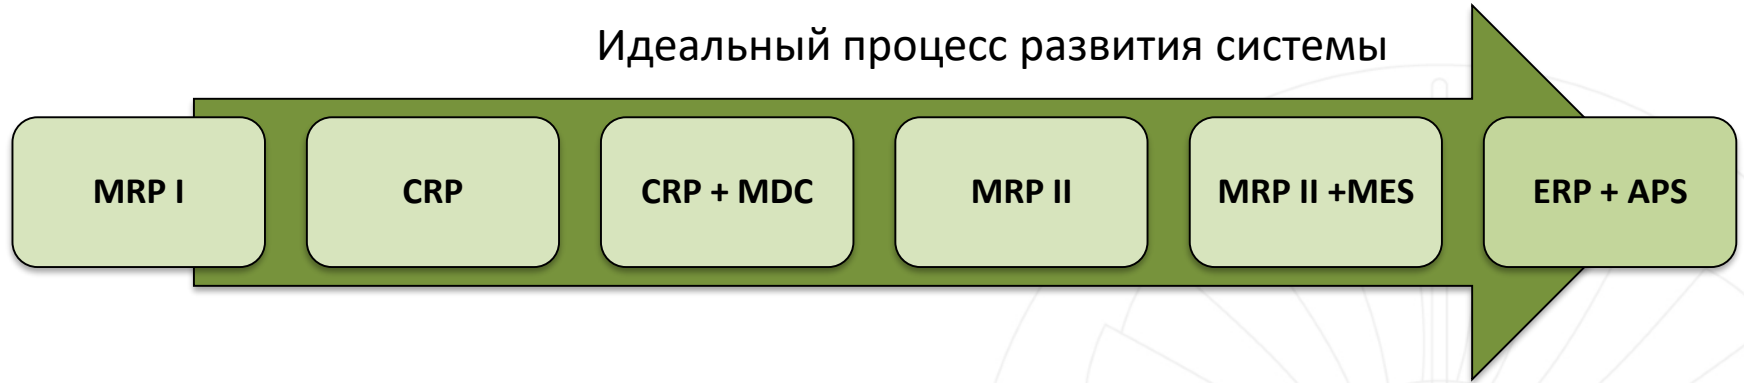 Идеальный процесс развития системы
MRP I
CRP
CRP + MDC
MRP II
MRP II +MES
ERP + APS